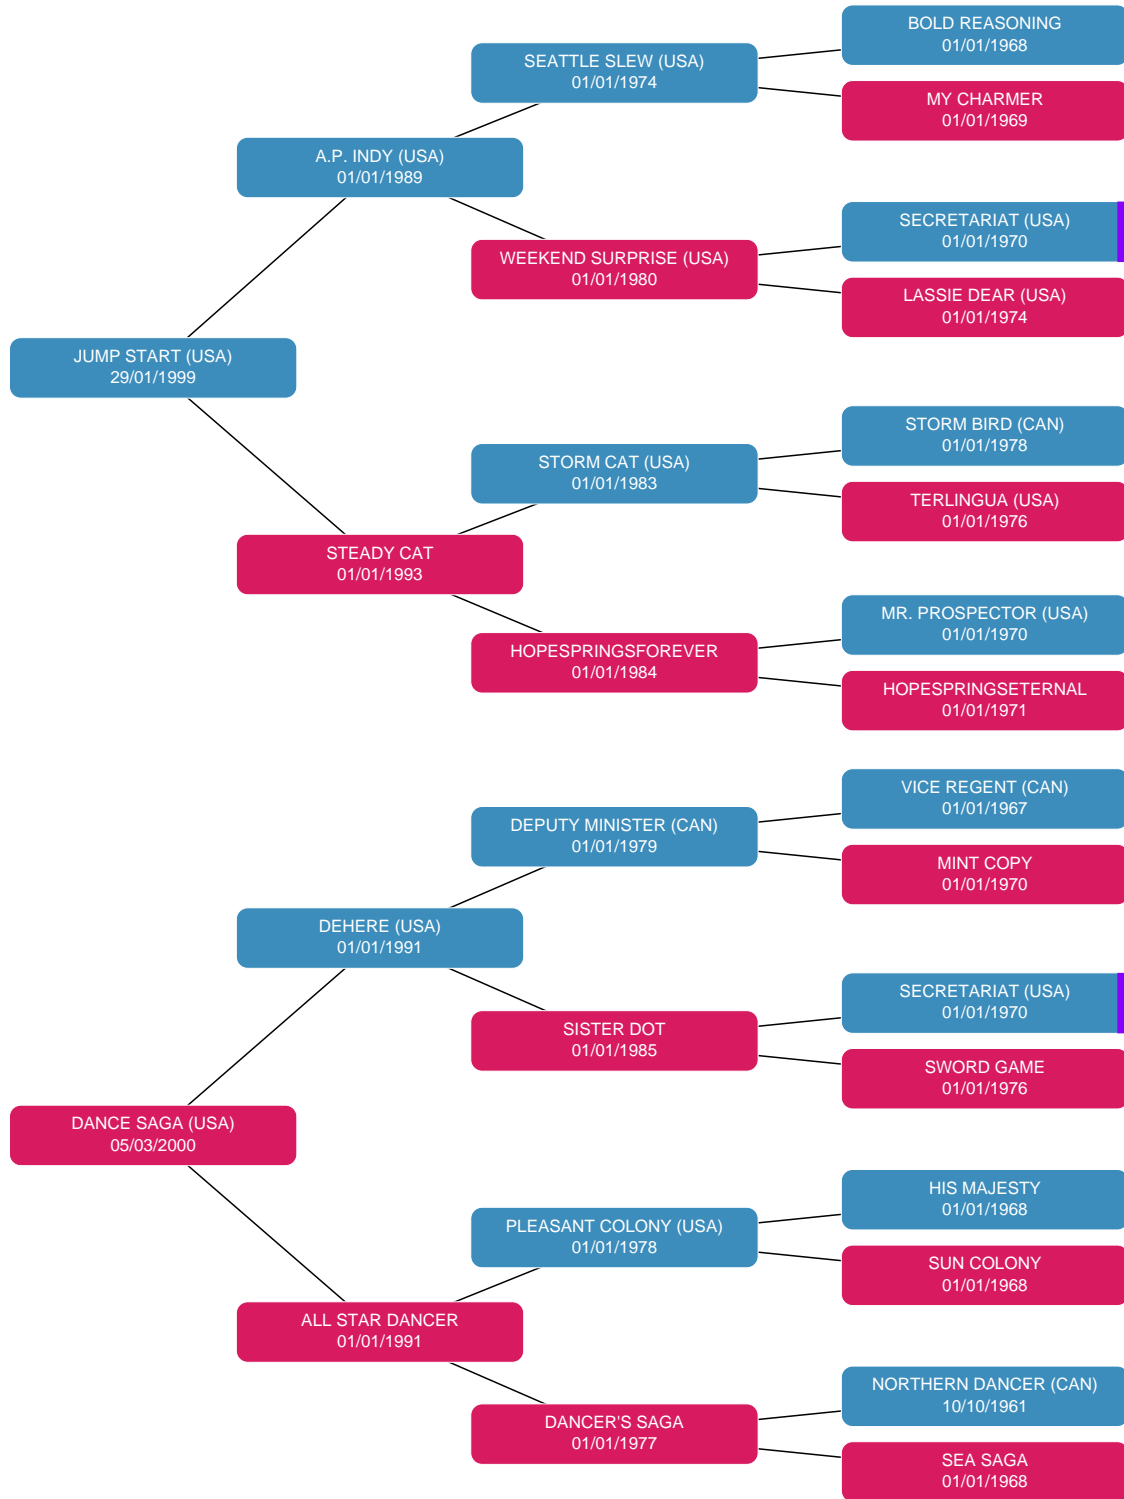 BOLD REASONING
01/01/1968
SEATTLE SLEW (USA)
01/01/1974
MY CHARMER
01/01/1969
A.P. INDY (USA)
01/01/1989
SECRETARIAT (USA)
01/01/1970
WEEKEND SURPRISE (USA)
01/01/1980
LASSIE DEAR (USA)
01/01/1974
JUMP START (USA)
29/01/1999
STORM BIRD (CAN)
01/01/1978
STORM CAT (USA)
01/01/1983
TERLINGUA (USA)
01/01/1976
STEADY CAT
01/01/1993
MR. PROSPECTOR (USA)
01/01/1970
HOPESPRINGSFOREVER
01/01/1984
HOPESPRINGSETERNAL
01/01/1971
VICE REGENT (CAN)
01/01/1967
DEPUTY MINISTER (CAN)
01/01/1979
MINT COPY
01/01/1970
DEHERE (USA)
01/01/1991
SECRETARIAT (USA)
01/01/1970
SISTER DOT
01/01/1985
SWORD GAME
01/01/1976
DANCE SAGA (USA)
05/03/2000
HIS MAJESTY
01/01/1968
PLEASANT COLONY (USA)
01/01/1978
SUN COLONY
01/01/1968
ALL STAR DANCER
01/01/1991
NORTHERN DANCER (CAN)
10/10/1961
DANCER'S SAGA
01/01/1977
SEA SAGA
01/01/1968